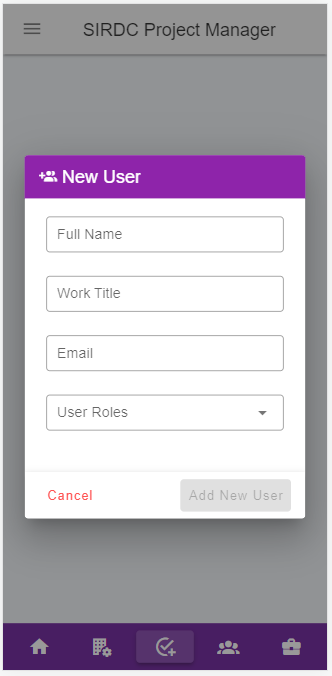 SIRDC Project Manager
New User
Full Name
Work Title
Email
User Roles
Cancel
Add New User